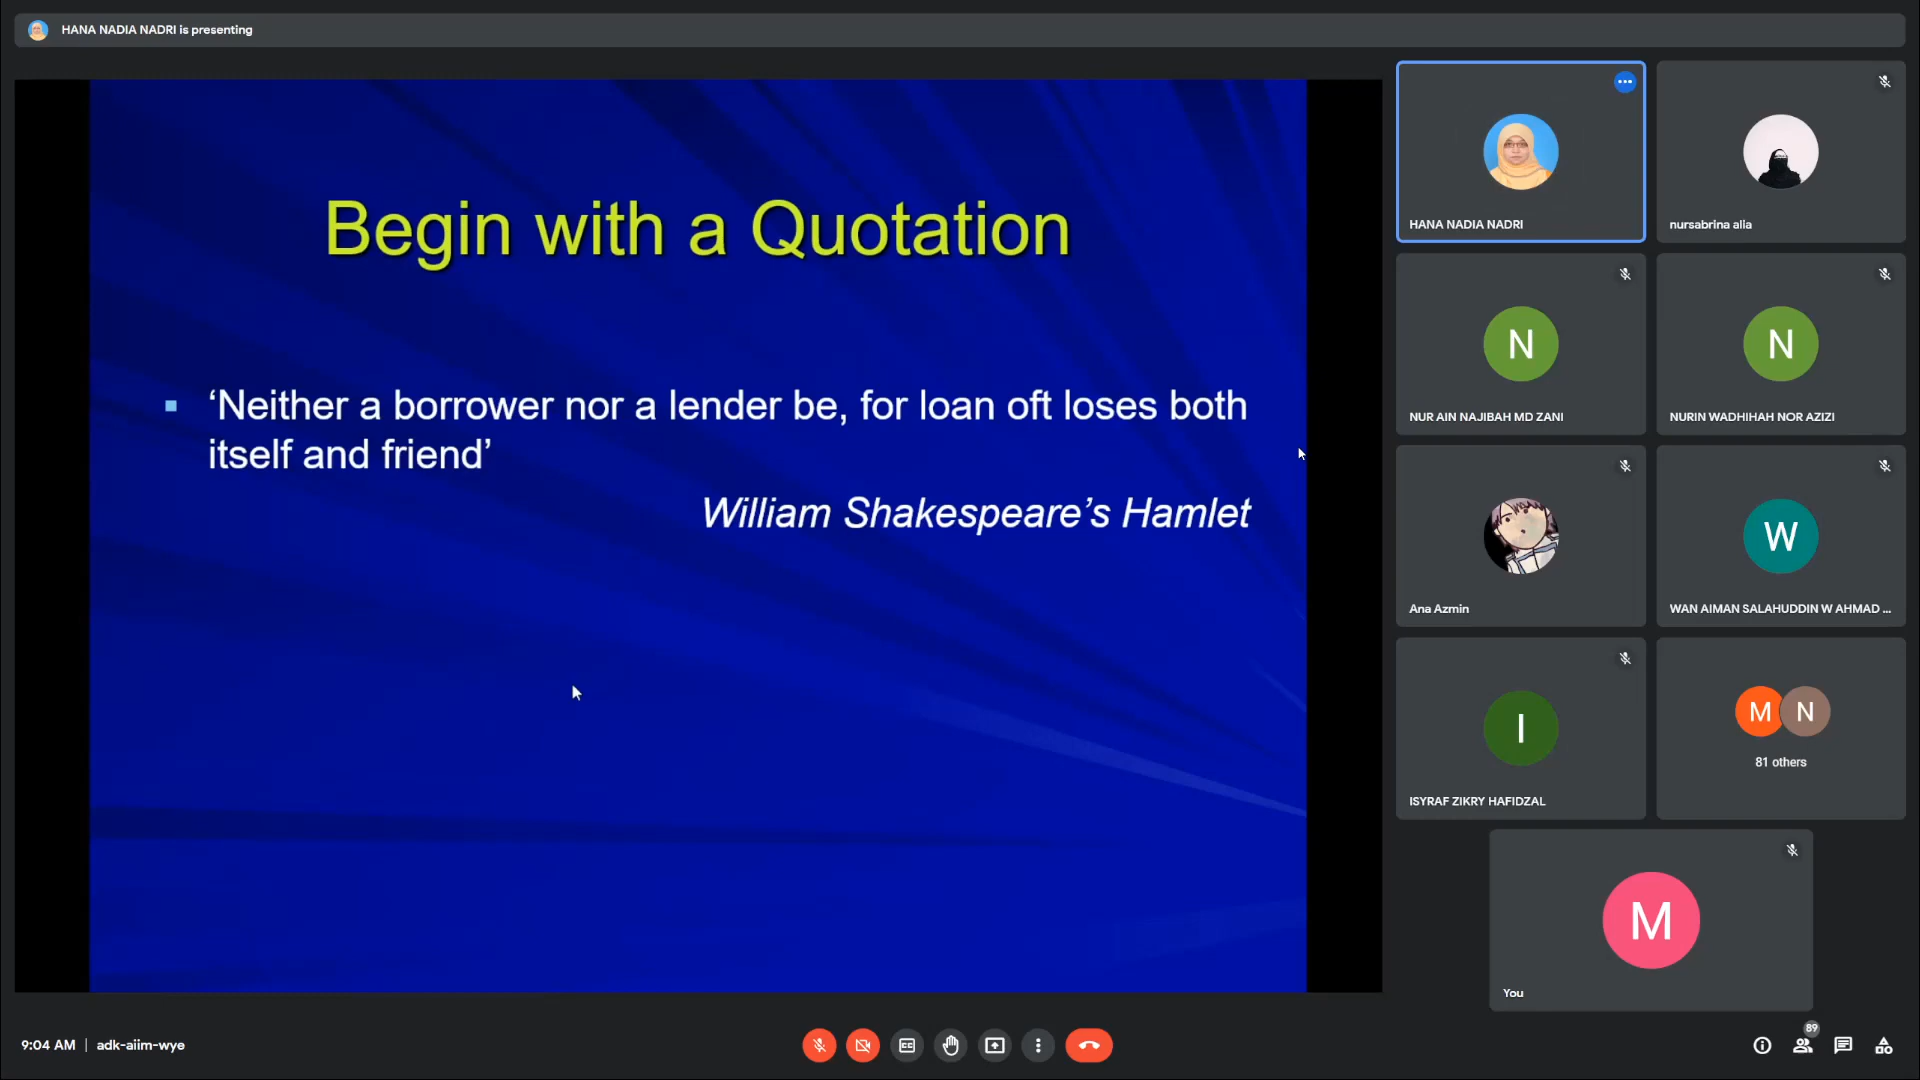 HANA NADIA NADRI is presenting
Begin with a Quotation
‘Neither a borrower nor a lender be, for loan oft loses both
itself and friend’
William Shakespeare’s Hamlet
HANA NADIA NADRI
nursabrina alia
N
NUR AIN NAJIBAH MD ZANI
N
NURIN WADHIHAH NOR AZIZI
Ana Azmin
W
WAN AIMAN SALAHUDDIN W AHMAD ...
I
ISYRAF ZIKRY HAFIDZAL
M N
81 others
M
You
9:04 AM | adk-aiim-wye
89